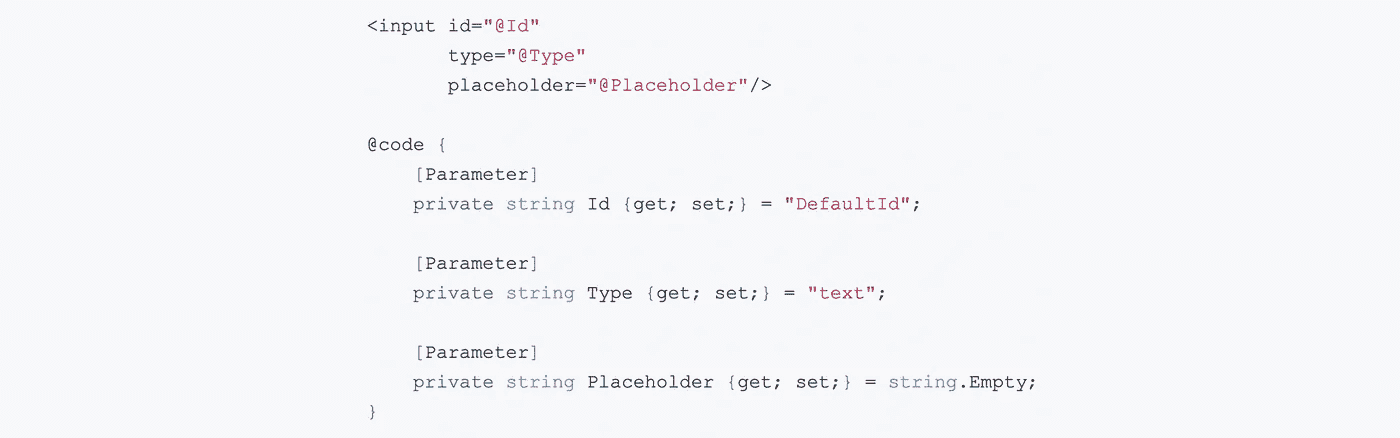 <input id="@Id"
       type="@Type"
       placeholder="@Placeholder"/>

@code {
    [Parameter]
    private string Id {get; set;} = "DefaultId";

    [Parameter]
    private string Type {get; set;} = "text";

    [Parameter]
    private string Placeholder {get; set;} = string.Empty;
}